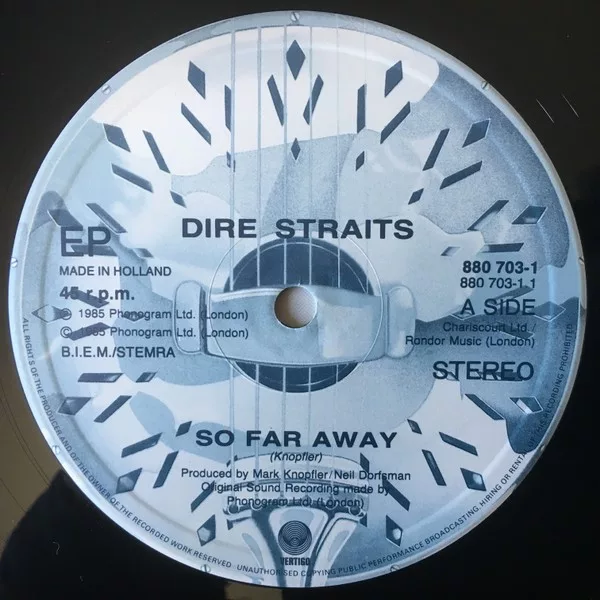 DIRE STRAITS
EP
MADE IN HOLLAND
45 r.p.m.
Ⓟ 1985 Phonogram Ltd. (London)
© 1985 Phonogram Ltd. (London)
B.I.E.M./STEMRA
880 703-1
880 703-1 1
A SIDE
Chariscourt Ltd./
Rondor Music (London)
STEREO
SO FAR AWAY
(Knopfler)
Produced by Mark Knopfler/Neil Dorfsman
Original Sound Recording made by
Phonogram Ltd. (London)
VERTIGO
ALL RIGHTS OF THE PRODUCER AND OF THE OWNER OF THE RECORDED WORK RESERVED · UNAUTHORISED COPYING PUBLIC PERFORMANCE BROADCASTING, HIRING OR RENTAL OF THIS RECORDING PROHIBITED